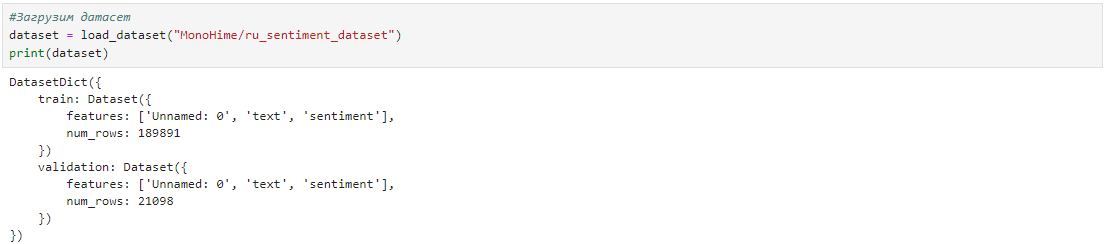 #Загрузим датасет
dataset = load_dataset("MonoHime/ru_sentiment_dataset")
print(dataset)
DatasetDict({
    train: Dataset({
        features: ['Unnamed: 0', 'text', 'sentiment'],
        num_rows: 189891
    })
    validation: Dataset({
        features: ['Unnamed: 0', 'text', 'sentiment'],
        num_rows: 21098
    })
})